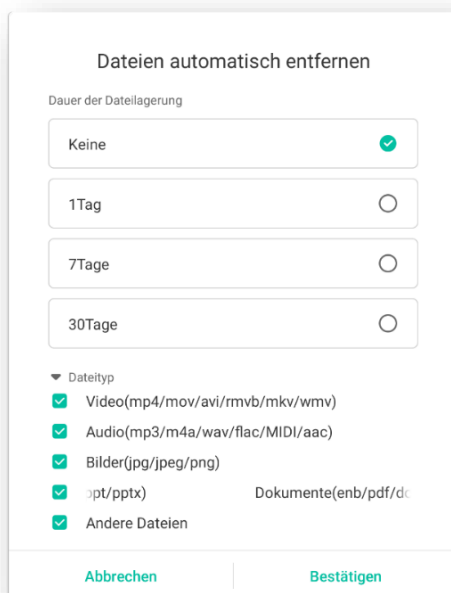 Dateien automatisch entfernen
Dauer der Dateilagerung
Keine
1Tag
7Tage
30Tage
Dateityp
Video(mp4/mov/avi/rmvb/mkv/wmv)
Audio(mp3/m4a/wav/flac/MIDI/aac)
Bilder(jpg/jpeg/png)
ppt/pptx) Dokumente(enb/pdf/dc
Andere Dateien
Abbrechen Bestätigen